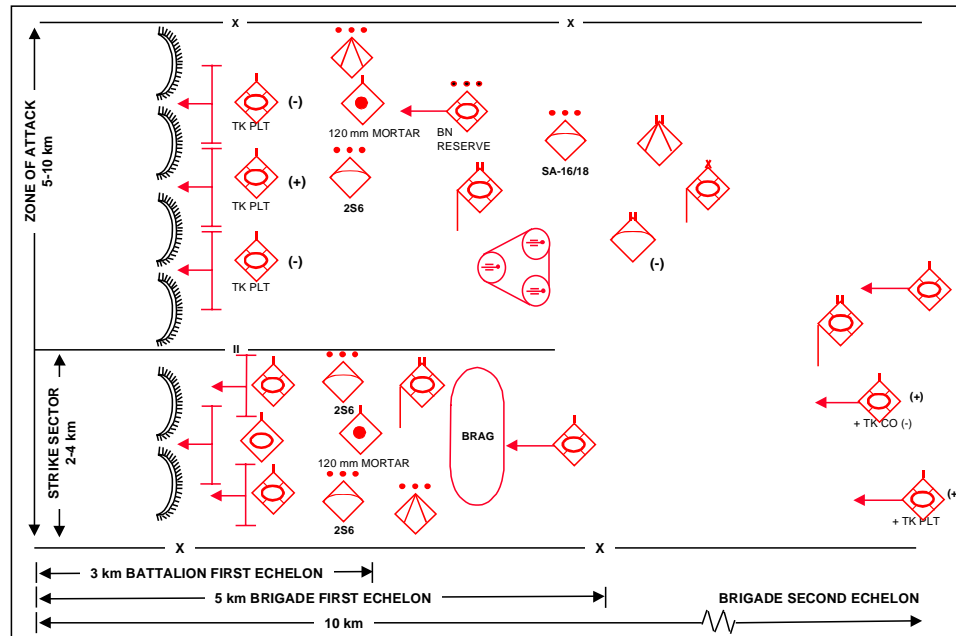 X X
ZONE OF ATTACK
5-10 km
(-)
TK PLT
120 mm MORTAR
BN
RESERVE
SA-16/18
(+)
TK PLT
2S6
(-)
(-)
TK PLT
II
STRIKE SECTOR
2-4 km
2S6
BRAG
(+)
+ TK CO (-)
120 mm MORTAR
2S6
(+
+ TK PLT
X X
3 km BATTALION FIRST ECHELON
5 km BRIGADE FIRST ECHELON
BRIGADE SECOND ECHELON
10 km